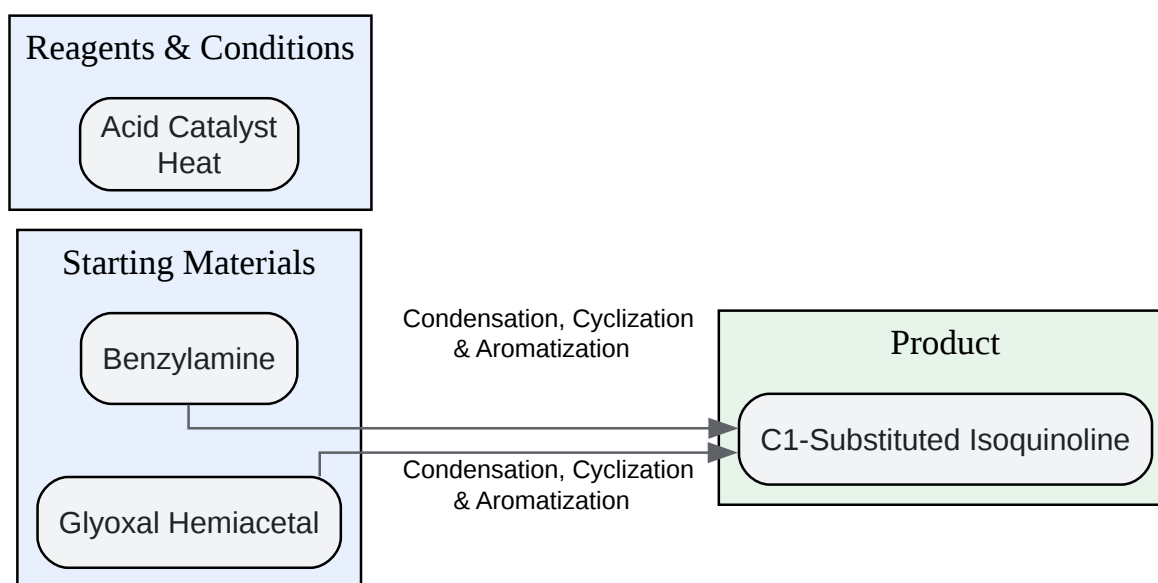 Reagents & Conditions
Acid Catalyst
Heat
Starting Materials
Benzylamine
Glyoxal Hemiacetal
Condensation, Cyclization
& Aromatization
Condensation, Cyclization
& Aromatization
Product
C1-Substituted Isoquinoline